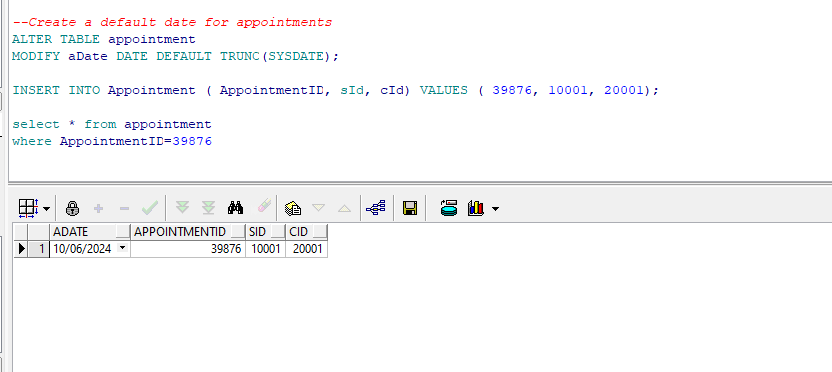 --Create a default date for appointments
ALTER TABLE appointment
MODIFY aDate DATE DEFAULT TRUNC(SYSDATE);
INSERT INTO Appointment ( AppointmentID, sId, cId) VALUES ( 39876, 10001, 20001);
select * from appointment
where AppointmentID=39876
ADATE APPOINTMENTID SID CID
1 10/06/2024 39876 10001 20001